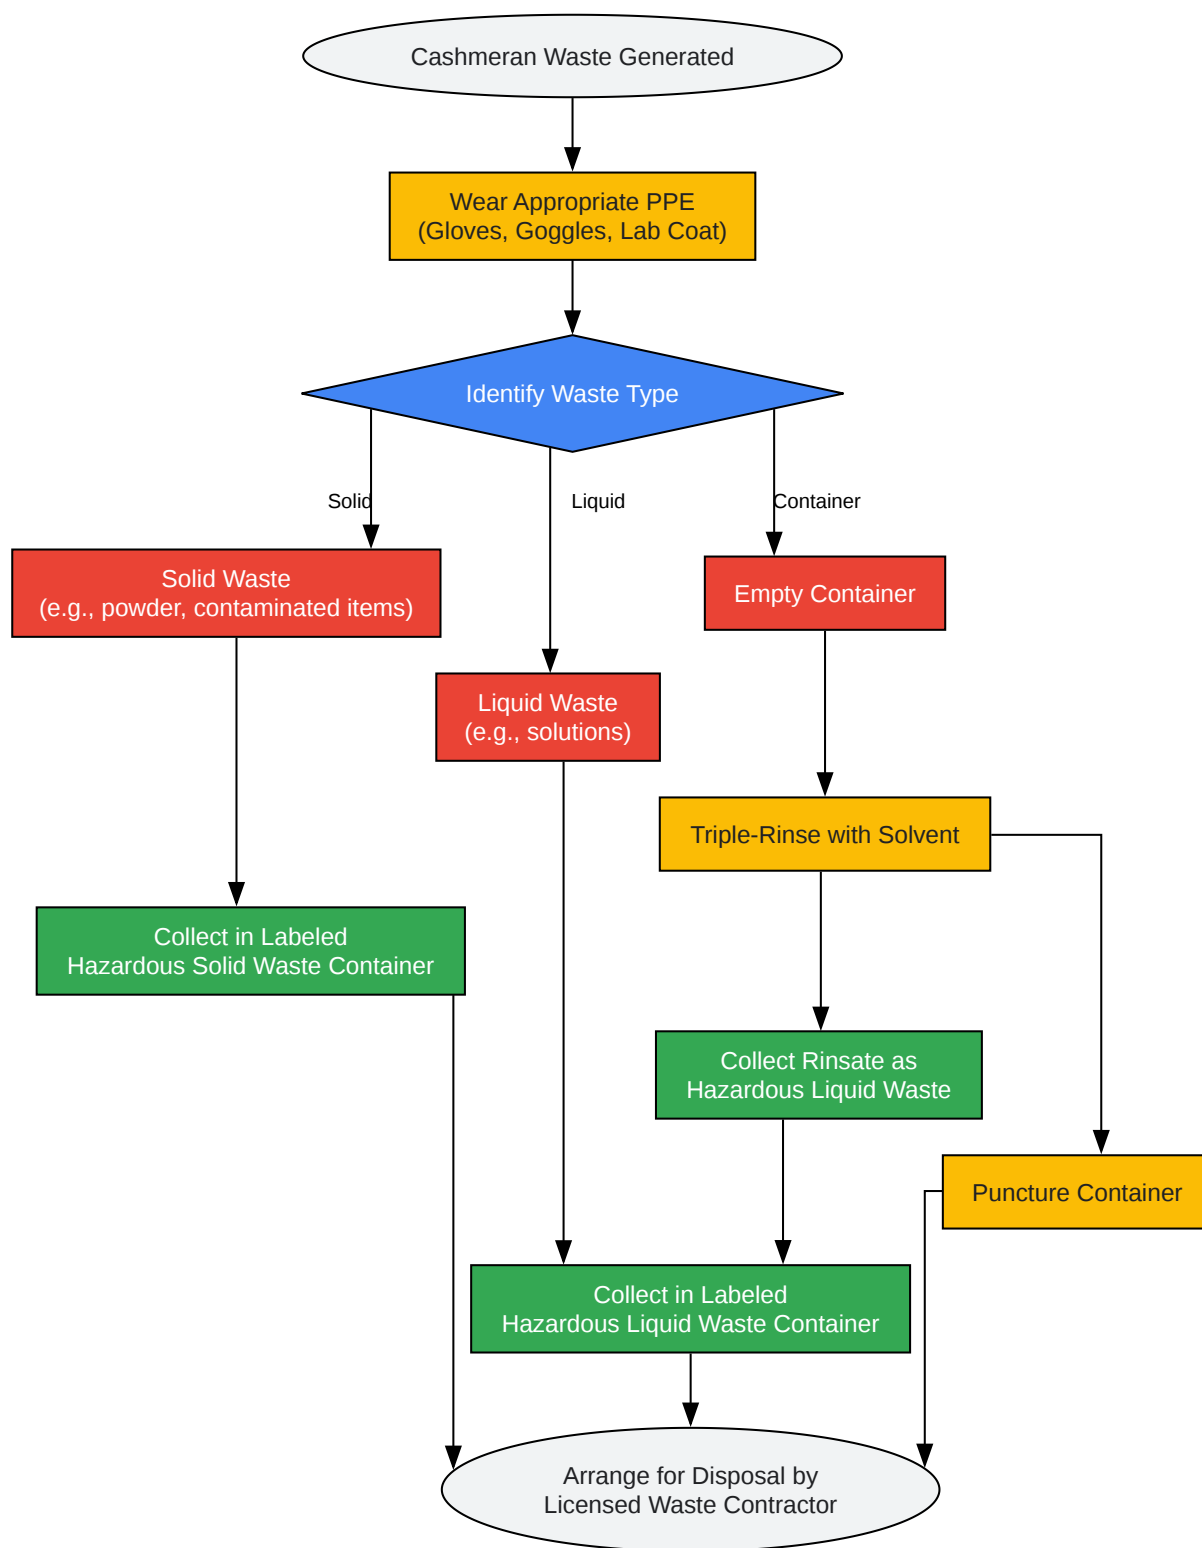 Cashmeran Waste Generated
Wear Appropriate PPE
(Gloves, Goggles, Lab Coat)
Identify Waste Type
Solid
Liquid
Container
Solid Waste
(e.g., powder, contaminated items)
Empty Container
Liquid Waste
(e.g., solutions)
Triple-Rinse with Solvent
Collect in Labeled
Hazardous Solid Waste Container
Collect Rinsate as
Hazardous Liquid Waste
Puncture Container
Collect in Labeled
Hazardous Liquid Waste Container
Arrange for Disposal by
Licensed Waste Contractor